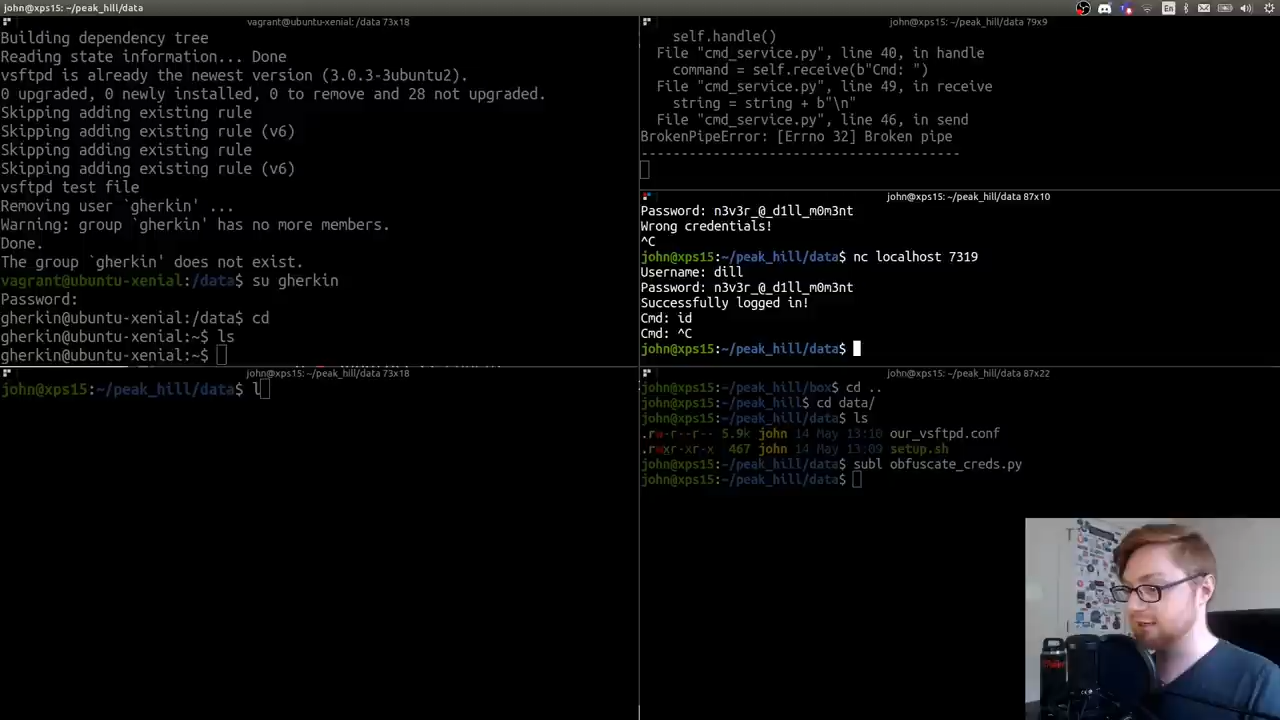 john@xps15: ~/peak_hill/data
En
vagrant@ubuntu-xenial: /data 73x18
Building dependency tree
Reading state information... Done
vsftpd is already the newest version (3.0.3-3ubuntu2).
0 upgraded, 0 newly installed, 0 to remove and 28 not upgraded.
Skipping adding existing rule
Skipping adding existing rule (v6)
Skipping adding existing rule
Skipping adding existing rule (v6)
vsftpd test file
Removing user `gherkin' ...
Warning: group `gherkin' has no more members.
Done.
The group `gherkin' does not exist.
vagrant@ubuntu-xenial:/data$ su gherkin
Password:
gherkin@ubuntu-xenial:/data$ cd
gherkin@ubuntu-xenial:~$ ls
gherkin@ubuntu-xenial:~$
john@xps15: ~/peak_hill/data 79x9
self.handle()
File "cmd_service.py", line 40, in handle
command = self.receive(b"Cmd: ")
File "cmd_service.py", line 49, in receive
string = string + b"\n"
File "cmd_service.py", line 46, in send
BrokenPipeError: [Errno 32] Broken pipe
----------------------------------------
john@xps15: ~/peak_hill/data 87x10
Password: n3v3r_@_d1ll_m0m3nt
Wrong credentials!
^C
john@xps15:~/peak_hill/data$ nc localhost 7319
Username: dill
Password: n3v3r_@_d1ll_m0m3nt
Successfully logged in!
Cmd: id
Cmd: ^C
john@xps15:~/peak_hill/data$
john@xps15: ~/peak_hill/data 73x18
john@xps15:~/peak_hill/data$ l
john@xps15: ~/peak_hill/data 87x22
john@xps15:~/peak_hill/box$ cd ..
john@xps15:~/peak_hill$ cd data/
john@xps15:~/peak_hill/data$ ls
.rw-r--r-- 5.9k john 14 May 13:10 our_vsftpd.conf
.rwxr-xr-x 467 john 14 May 13:09 setup.sh
john@xps15:~/peak_hill/data$ subl obfuscate_creds.py
john@xps15:~/peak_hill/data$